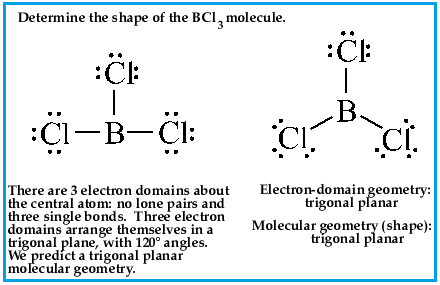 Determine the shape of the BCl3 molecule.
:Cl:
:Cl—B—Cl:
There are 3 electron domains about
the central atom: no lone pairs and
three single bonds. Three electron
domains arrange themselves in a
trigonal plane, with 120° angles.
We predict a trigonal planar
molecular geometry.
:Cl:
B
Cl Cl
Electron-domain geometry:
trigonal planar
Molecular geometry (shape):
trigonal planar